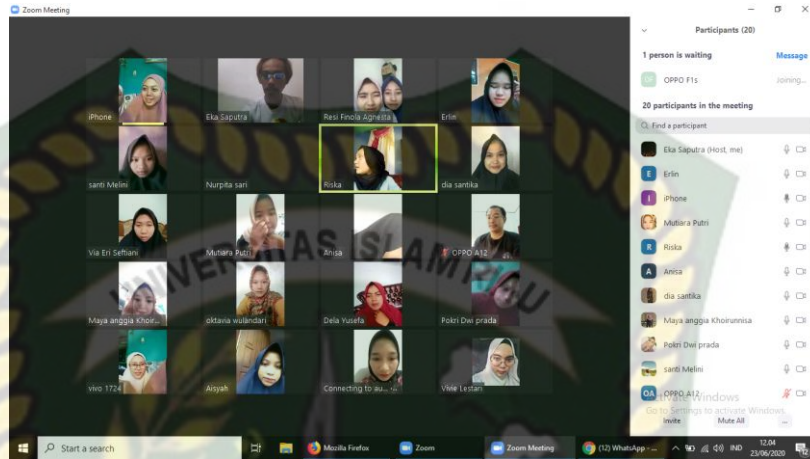 Zoom Meeting
Participants (20)
1 person is waiting
Message
OF
OPPO F1s
Joining...
20 participants in the meeting
Find a participant
Eka Saputra (Host, me)
E
Erlin
I
iPhone
Mutiara Putri
R
Riska
A
Anisa
dia santika
Maya anggia Khoirunnisa
Pokri Dwi prada
santi Melini
OA
OPPO A12
Activate Windows
Go to Settings to activate Windows.
Invite
Mute All
...
iPhone
Eka Saputra
Resi Finola Agnesta
Erlin
santi Melini
Nurpita sari
Riska
dia santika
Via Eri Seftiani
Mutiara Putri
Anisa
OPPO A12
Maya anggia Khoir...
oktavia wulandari
Dela Yusefa
Pokri Dwi prada
vivo 1724
Aisyah
Connecting to au...
Vivie Lestari
UNIVERSITAS ISLAM RIAU
Start a search
Mozilla Firefox
Zoom
Zoom Meeting
(12) WhatsApp - ...
IND
12.04
23/06/2020